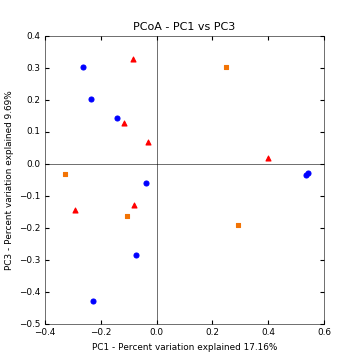 PCoA - PC1 vs PC3
0.4
0.3
0.2
0.1
0.0
−0.1
−0.2
−0.3
−0.4
−0.5
PC3 - Percent variation explained 9.69%
−0.4 −0.2 0.0 0.2 0.4 0.6
PC1 - Percent variation explained 17.16%